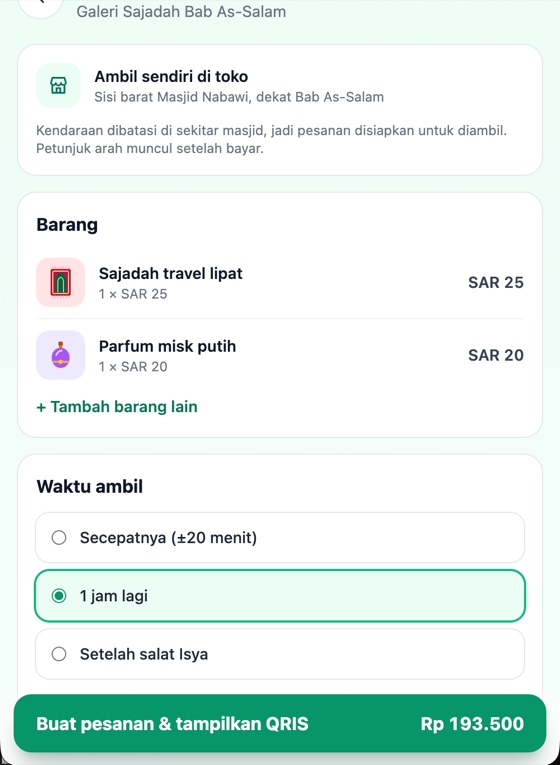 Galeri Sajadah Bab As-Salam
Ambil sendiri di toko
Sisi barat Masjid Nabawi, dekat Bab As-Salam
Kendaraan dibatasi di sekitar masjid, jadi pesanan disiapkan untuk diambil.
Petunjuk arah muncul setelah bayar.
Barang
Sajadah travel lipat
1 × SAR 25
SAR 25
Parfum misk putih
1 × SAR 20
SAR 20
+ Tambah barang lain
Waktu ambil
Secepatnya (±20 menit)
1 jam lagi
Setelah salat Isya
Buat pesanan & tampilkan QRIS
Rp 193.500